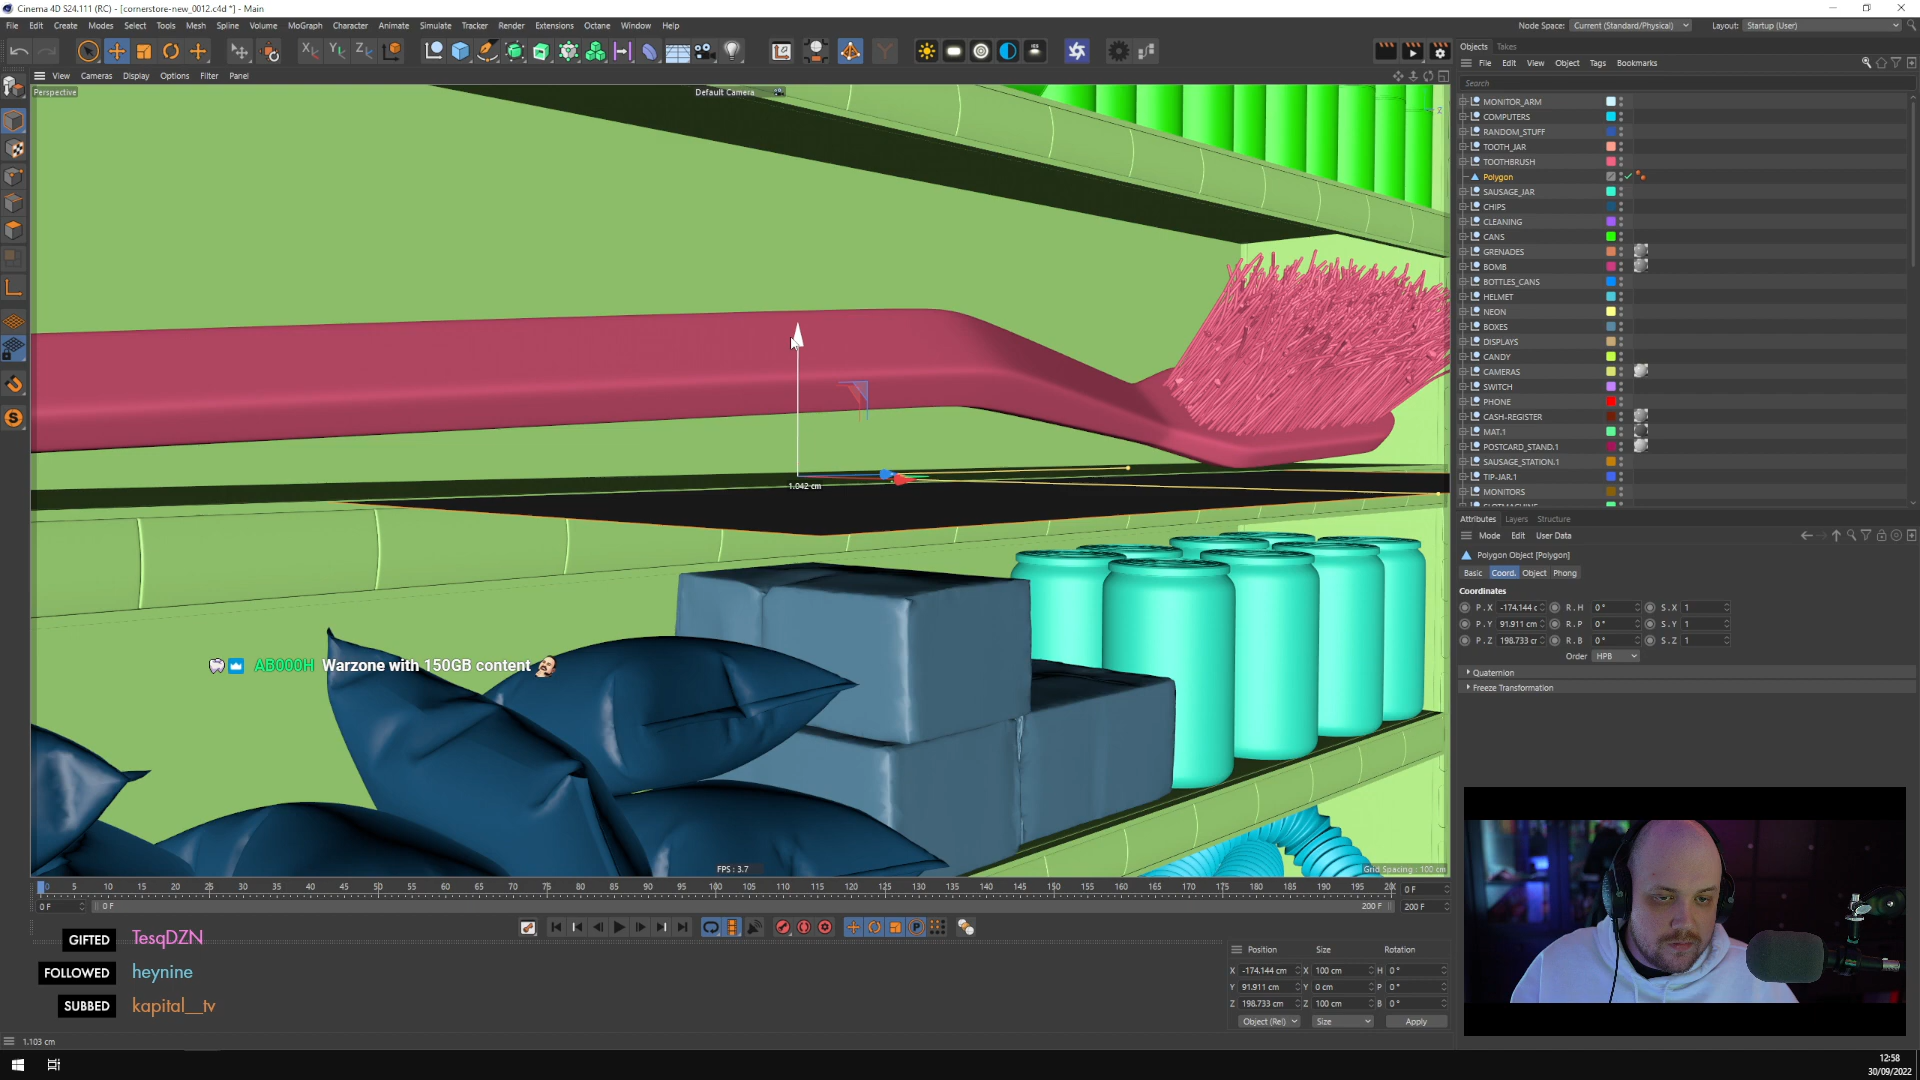 Cinema 4D S24.111 (RC) - [cornerstore-new_0012.c4d *] - Main
File Edit Create Modes Select Tools Mesh Spline Volume MoGraph Character Animate Simulate Tracker Render Extensions Octane Window Help
Node Space: Current (Standard/Physical) Layout: Startup (User)
Objects Takes
File Edit View Object Tags Bookmarks
Search
View Cameras Display Options Filter Panel
Perspective
Default Camera
MONITOR_ARM
COMPUTERS
RANDOM_STUFF
TOOTH_JAR
TOOTHBRUSH
Polygon
SAUSAGE_JAR
CHIPS
CLEANING
CANS
GRENADES
BOMB
BOTTLES_CANS
HELMET
NEON
BOXES
DISPLAYS
CANDY
CAMERAS
SWITCH
PHONE
CASH-REGISTER
MAT.1
POSTCARD_STAND.1
SAUSAGE_STATION.1
TIP-JAR.1
MONITORS
1.042 cm
AB000H Warzone with 150GB content
FPS : 3.7
Grid Spacing : 100 cm
Attributes Layers Structure
Mode Edit User Data
Polygon Object [Polygon]
Basic Coord. Object Phong
Coordinates
P . X -174.144 c R . H 0 ° S . X 1
P . Y 91.911 cm R . P 0 ° S . Y 1
P . Z 198.733 cr R . B 0 ° S . Z 1
Order HPB
Quaternion
Freeze Transformation
0 5 10 15 20 25 30 35 40 45 50 55 60 65 70 75 80 85 90 95 100 105 110 115 120 125 130 135 140 145 150 155 160 165 170 175 180 185 190 195 200 0 F
0 F 0 F 200 F 200 F
GIFTED TesqDZN
FOLLOWED heynine
SUBBED kapital__tv
Position Size Rotation
X -174.144 cm X 100 cm H 0 °
Y 91.911 cm Y 0 cm P 0 °
Z 198.733 cm Z 100 cm B 0 °
Object (Rel) Size Apply
1.103 cm
12:58
30/09/2022